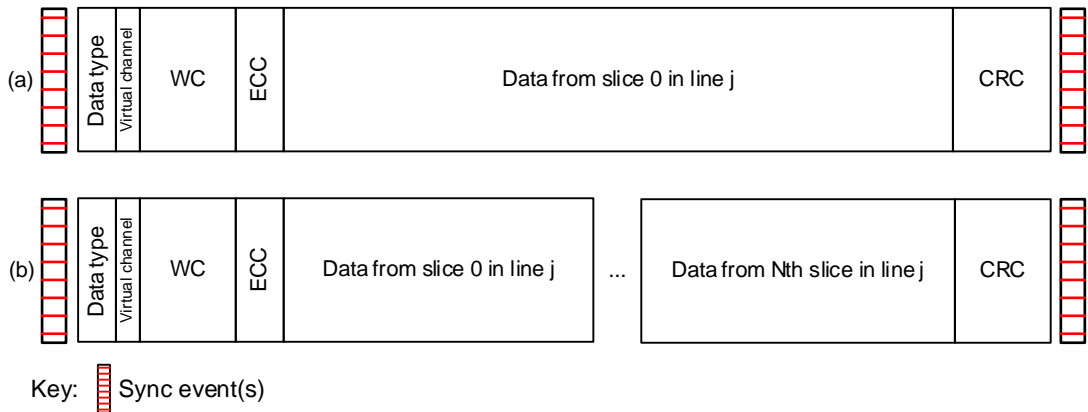 (a) Data type Virtual channel WC ECC Data from slice 0 in line j CRC
(b) Data type Virtual channel WC ECC Data from slice 0 in line j ... Data from Nth slice in line j CRC
Key: Sync event(s)